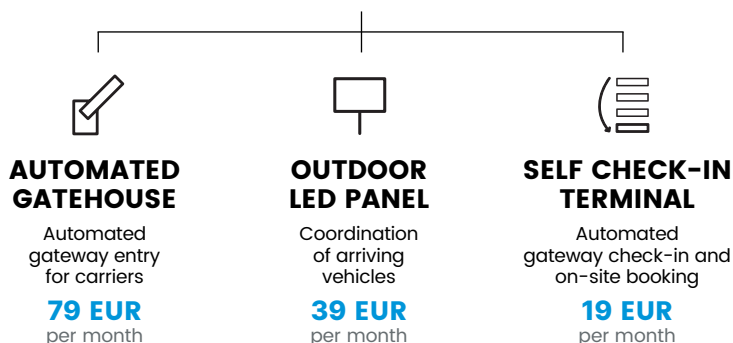 AUTOMATED
GATEHOUSE
Automated
gateway entry
for carriers
79 EUR
per month
OUTDOOR
LED PANEL
Coordination
of arriving
vehicles
39 EUR
per month
SELF CHECK-IN
TERMINAL
Automated
gateway check-in and
on-site booking
19 EUR
per month